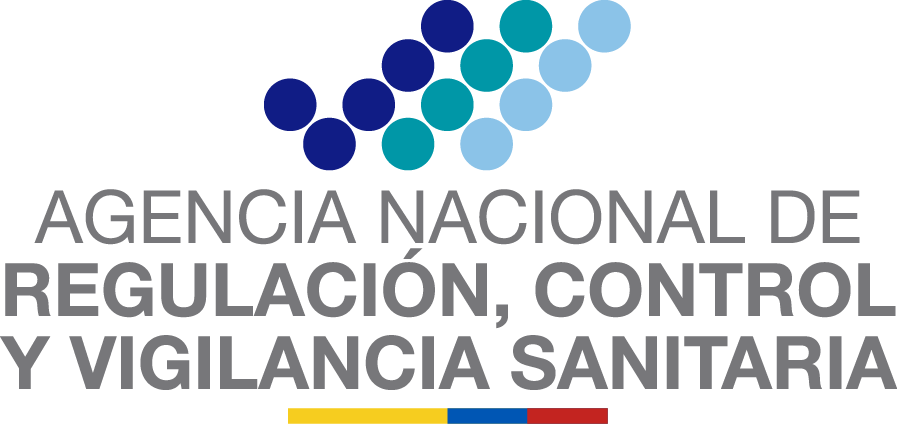 AGENCIA NACIONAL DE
REGULACIÓN, CONTROL
Y VIGILANCIA SANITARIA